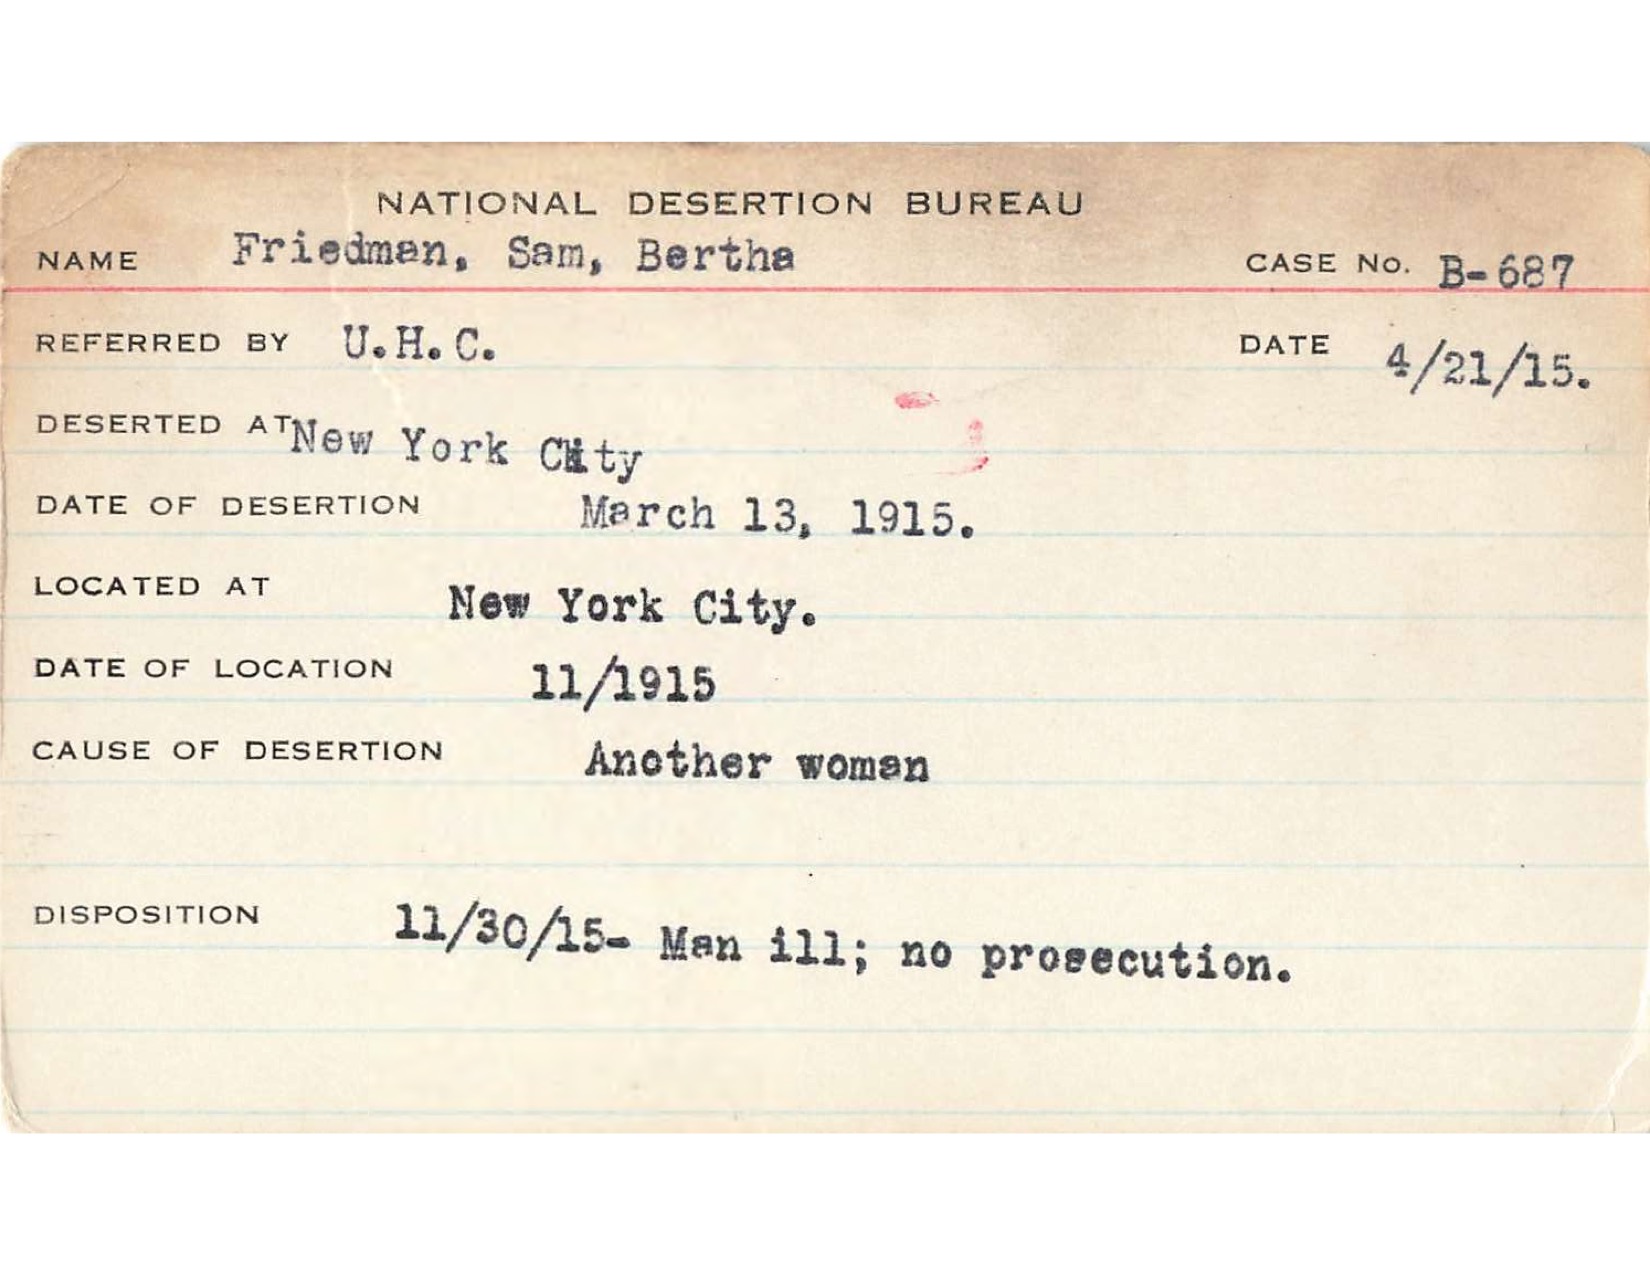 NATIONAL DESERTION BUREAU
NAME Friedman, Sam, Bertha CASE No. B-687
REFERRED BY U.H.C. DATE 4/21/15.
DESERTED AT New York City
DATE OF DESERTION March 13, 1915.
LOCATED AT New York City.
DATE OF LOCATION 11/1915
CAUSE OF DESERTION Another woman
DISPOSITION 11/30/15- Man ill; no prosecution.